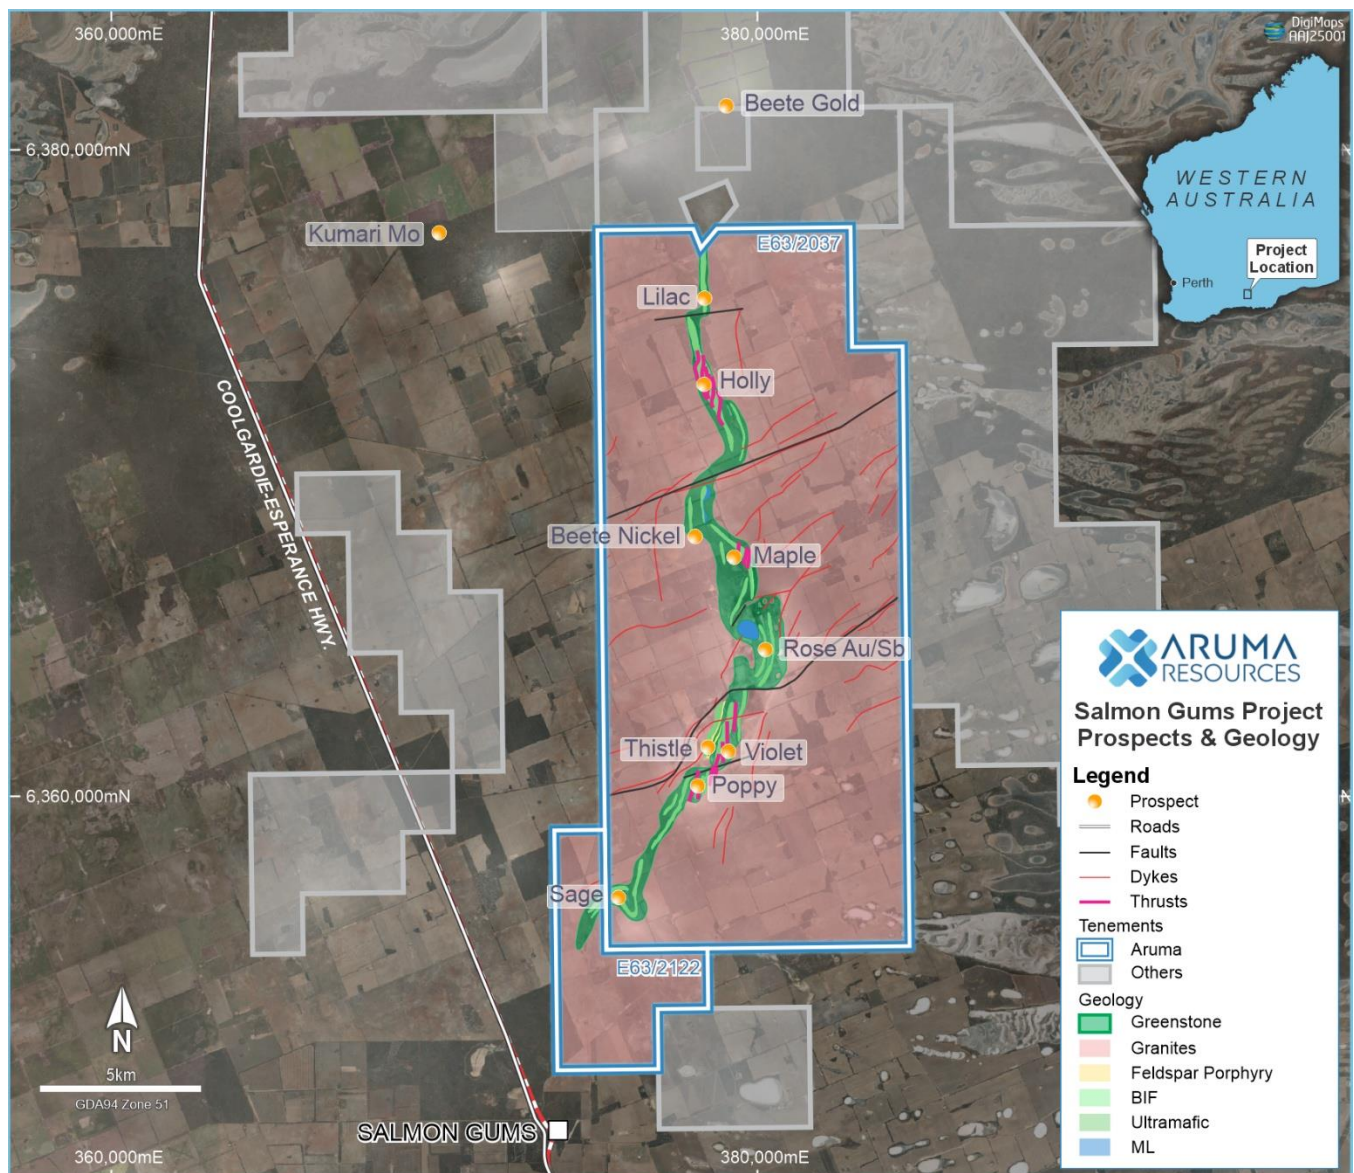 360,000mE
380,000mE
DigiMaps
AAJ25001
Beete Gold
6,380,000mN
WESTERN
AUSTRALIA
Project
Location
Perth
Kumari Mo
E63/2037
Lilac
Holly
COOLGARDIE-ESPERANCE HWY.
Beete Nickel
Maple
Rose Au/Sb
Thistle
Violet
Poppy
6,360,000mN
Sage
E63/2122
N
5km
GDA94 Zone 51
SALMON GUMS
360,000mE
380,000mE
ARUMA
RESOURCES
Salmon Gums Project
Prospects & Geology
Legend
Prospect
Roads
Faults
Dykes
Thrusts
Tenements
Aruma
Others
Geology
Greenstone
Granites
Feldspar Porphyry
BIF
Ultramafic
ML